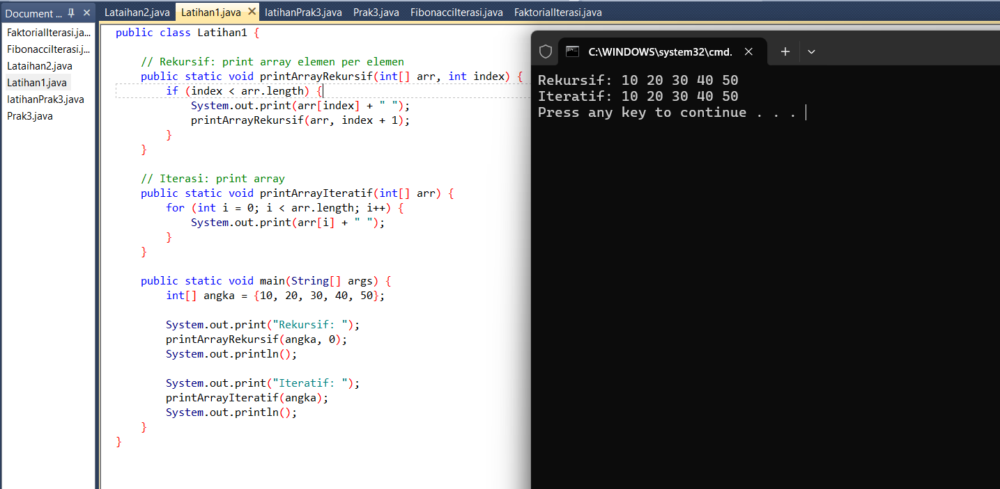 Document ...
FaktorialIterasi.ja...
FibonacciIterasi.j...
Lataihan2.java
Latihan1.java
latihanPrak3.java
Prak3.java
Lataihan2.java Latihan1.java latihanPrak3.java Prak3.java FibonacciIterasi.java FaktorialIterasi.java
public class Latihan1 {
// Rekursif: print array elemen per elemen
public static void printArrayRekursif(int[] arr, int index) {
if (index < arr.length) {
System.out.print(arr[index] + " ");
printArrayRekursif(arr, index + 1);
}
}
// Iterasi: print array
public static void printArrayIteratif(int[] arr) {
for (int i = 0; i < arr.length; i++) {
System.out.print(arr[i] + " ");
}
}
public static void main(String[] args) {
int[] angka = {10, 20, 30, 40, 50};
System.out.print("Rekursif: ");
printArrayRekursif(angka, 0);
System.out.println();
System.out.print("Iteratif: ");
printArrayIteratif(angka);
System.out.println();
}
}
C:\WINDOWS\system32\cmd.
Rekursif: 10 20 30 40 50
Iteratif: 10 20 30 40 50
Press any key to continue . . .